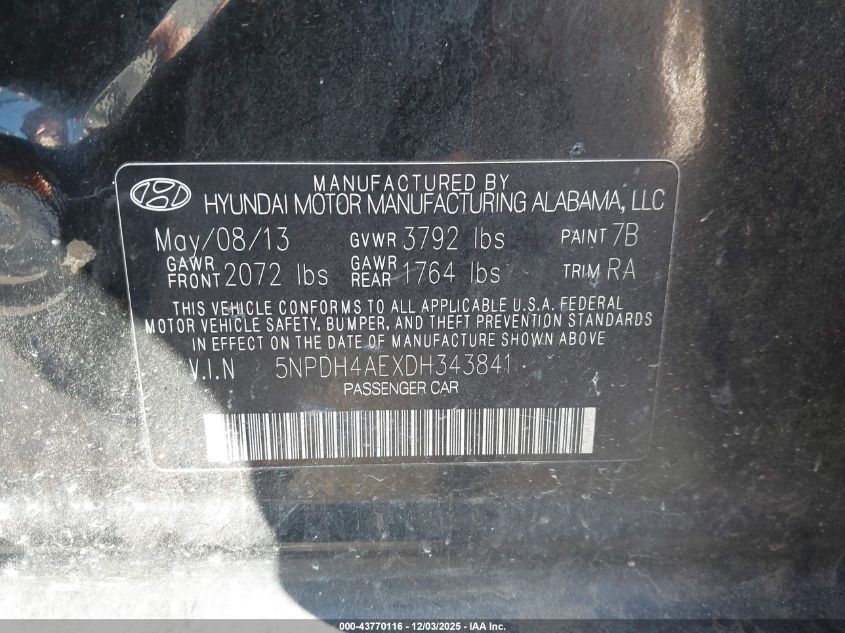 MANUFACTURED BY
HYUNDAI MOTOR MANUFACTURING ALABAMA, LLC
May/08/13 GVWR 3792 lbs PAINT 7B
GAWR FRONT 2072 lbs GAWR REAR 1764 lbs TRIM RA
THIS VEHICLE CONFORMS TO ALL APPLICABLE U.S.A. FEDERAL
MOTOR VEHICLE SAFETY, BUMPER, AND THEFT PREVENTION STANDARDS
IN EFFECT ON THE DATE OF MANUFACTURE SHOWN ABOVE
V.I.N 5NPDH4AEXDH343841
PASSENGER CAR
000-43770116 - 12/03/2025 - IAA Inc.